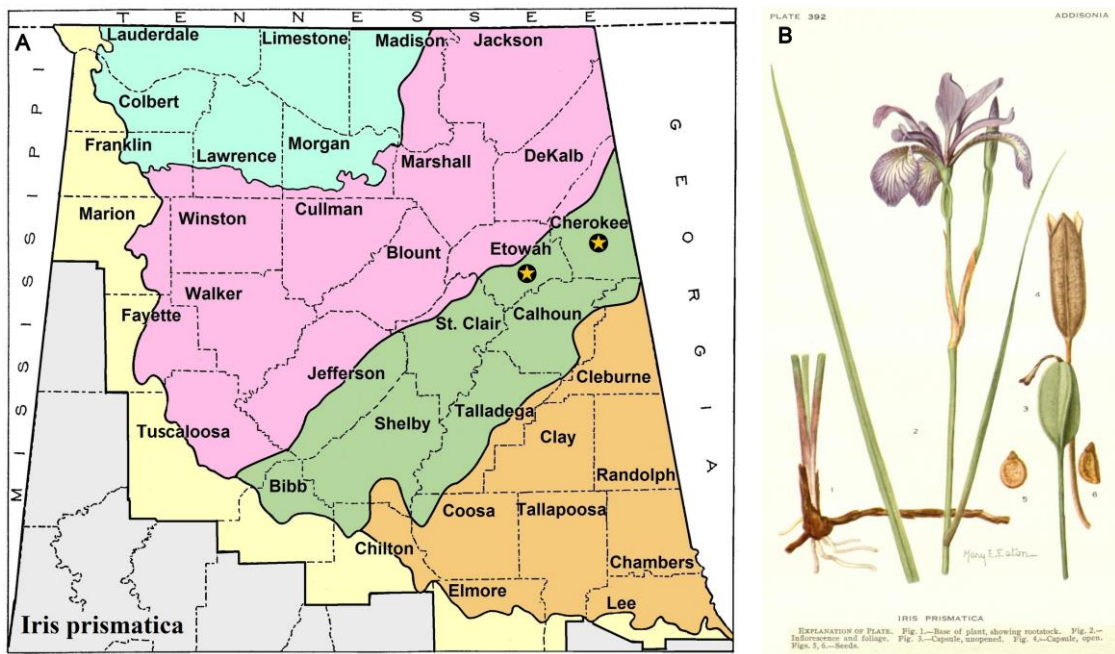 A
TENNESSEE
Lauderdale
Limestone
Madison
Jackson
MISSISSIPPI
GEORGIA
Colbert
Franklin
Lawrence
Morgan
Marshall
DeKalb
Marion
Winston
Cullman
Cherokee
Blount
Etowah
Walker
Fayette
St. Clair
Calhoun
Jefferson
Cleburne
Tuscaloosa
Shelby
Talladega
Clay
Randolph
Bibb
Coosa
Tallapoosa
Chilton
Chambers
Elmore
Lee
Iris prismatica
PLATE 392
ADDISONIA
B
4
3
2
1
5
6
Mary E. Eaton
IRIS PRISMATICA
EXPLANATION OF PLATE. Fig. 1.—Base of plant, showing rootstock. Fig. 2.—
Inflorescence and foliage. Fig. 3.—Capsule, unopened. Fig. 4.—Capsule, open.
Figs. 5, 6.—Seeds.